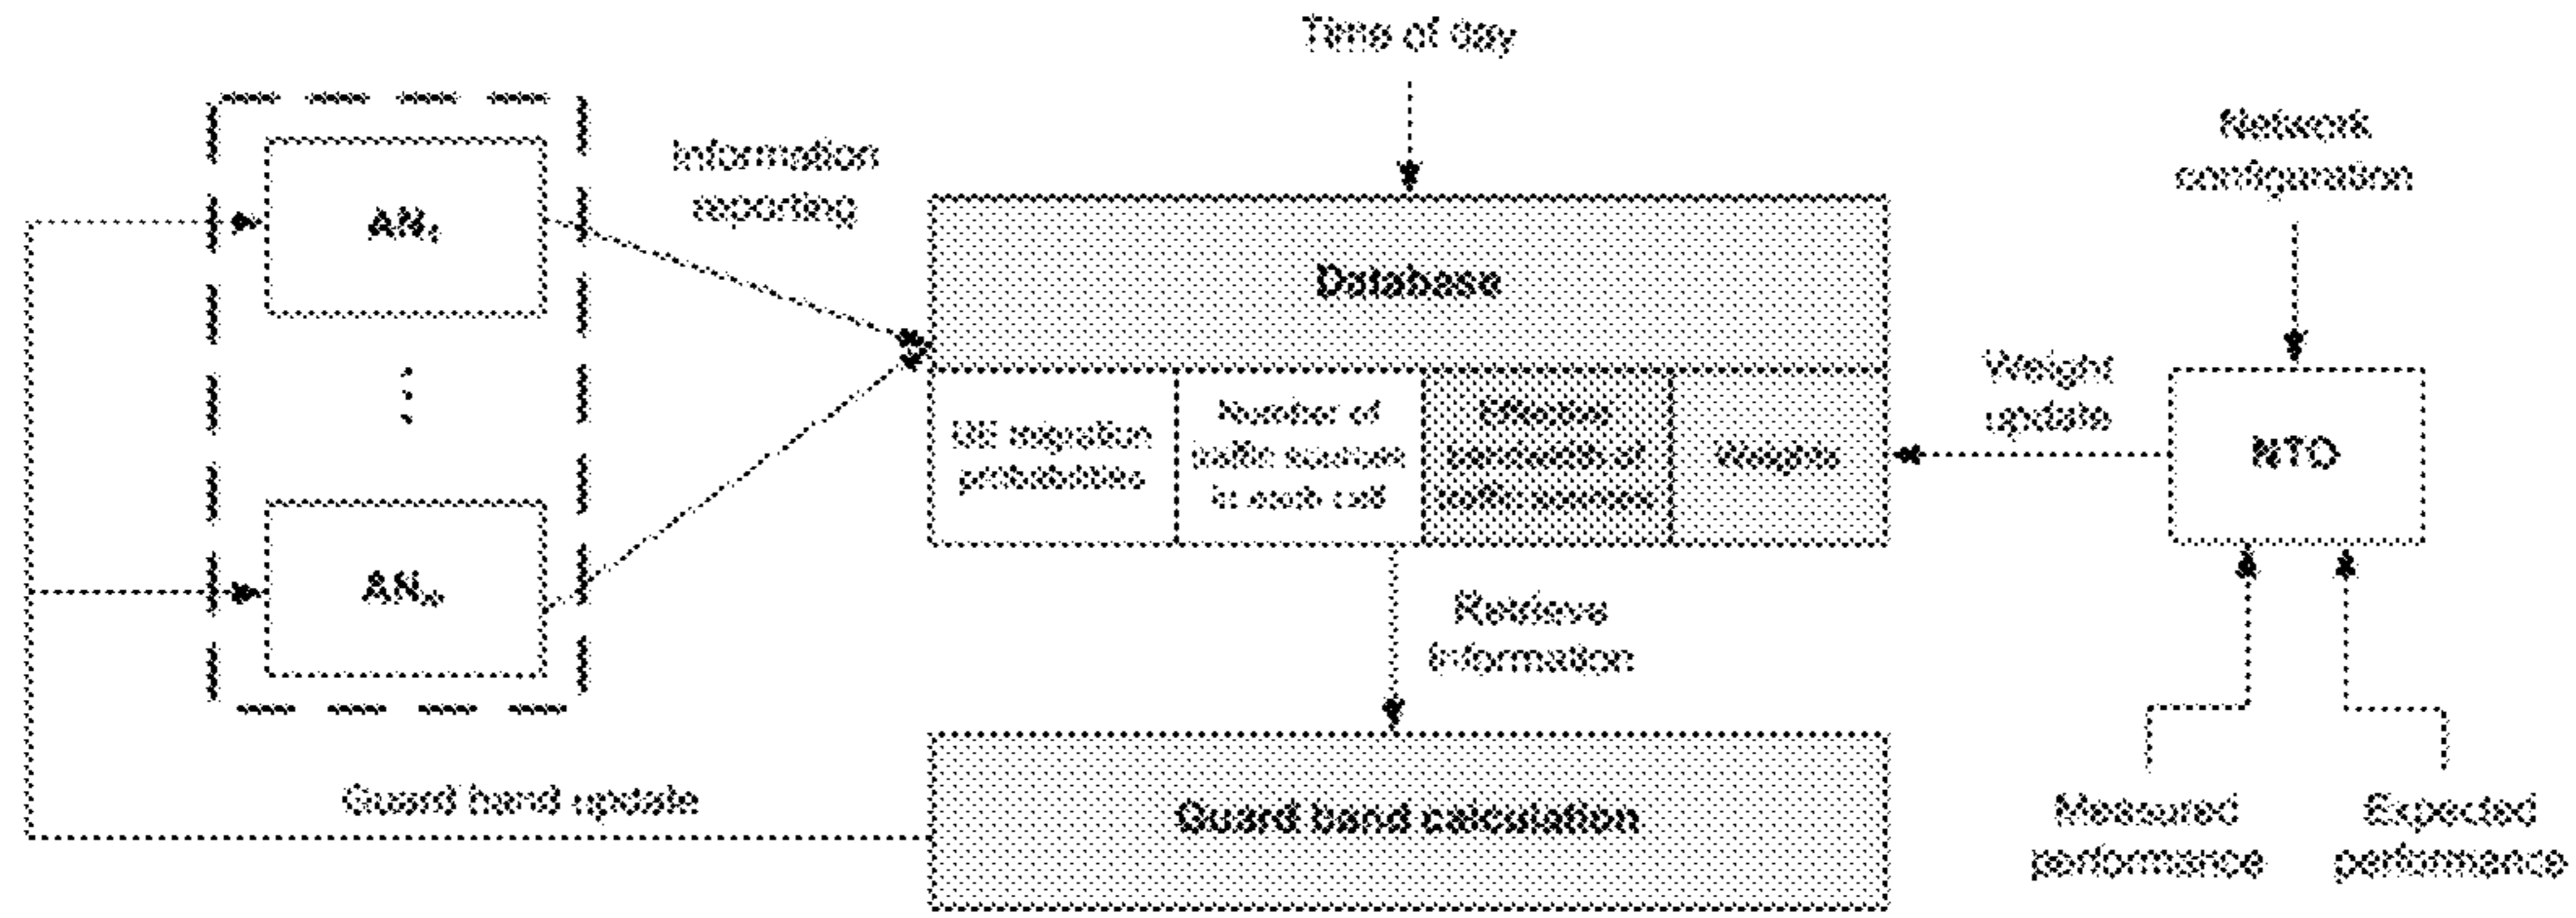 Time of day
Network
configuration
Information
reporting
AN₁
Database
Weight
update
UE migration
probabilities
Number of
traffic sources
in each cell
Effective
bandwidth of
traffic sources
Weights
NTO
ANₙ
Retrieve
Information
Guard band update
Guard band calculation
Measured
performance
Expected
performance